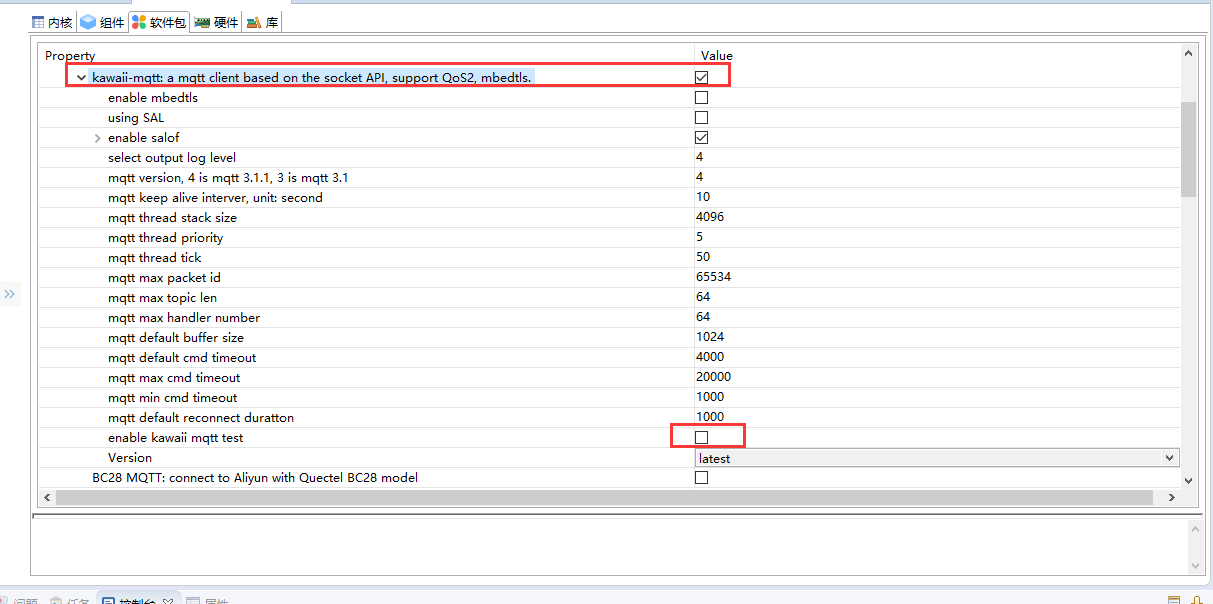 内核 组件 软件包 硬件 库
Property Value
kawaii-mqtt: a mqtt client based on the socket API, support QoS2, mbedtls.
enable mbedtls
using SAL
enable salof
select output log level 4
mqtt version, 4 is mqtt 3.1.1, 3 is mqtt 3.1 4
mqtt keep alive interver, unit: second 10
mqtt thread stack size 4096
mqtt thread priority 5
mqtt thread tick 50
mqtt max packet id 65534
mqtt max topic len 64
mqtt max handler number 64
mqtt default buffer size 1024
mqtt default cmd timeout 4000
mqtt max cmd timeout 20000
mqtt min cmd timeout 1000
mqtt default reconnect duratton 1000
enable kawaii mqtt test
Version latest
BC28 MQTT: connect to Aliyun with Quectel BC28 model
问题 任务 控制台 属性